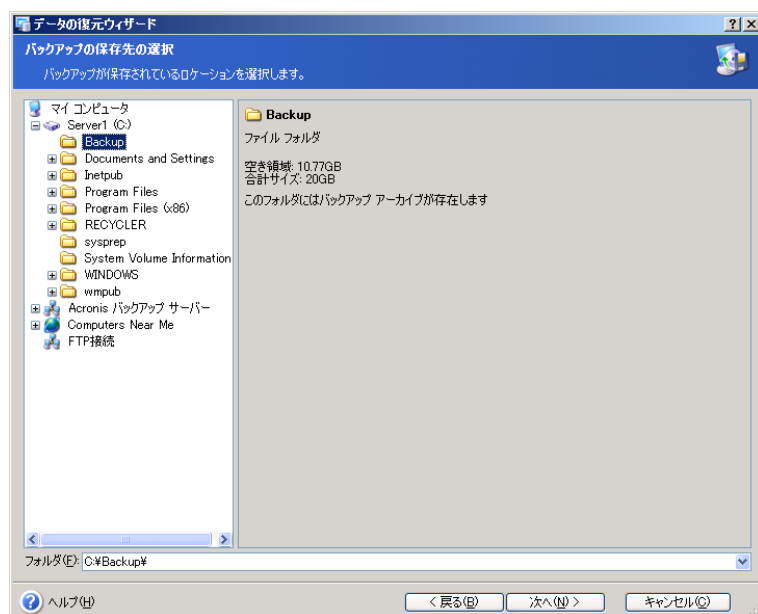 データの復元ウィザード
バックアップの保存先の選択
バックアップが保存されているロケーションを選択します。
マイ コンピュータ
Server1 (C:)
Backup
Documents and Settings
Inetpub
Program Files
Program Files (x86)
RECYCLER
sysprep
System Volume Information
WINDOWS
wmpub
Acronis バックアップ サーバー
Computers Near Me
FTP接続
Backup
ファイル フォルダ
空き領域: 10.77GB
合計サイズ: 20GB
このフォルダにはバックアップ アーカイブが存在します
フォルダ(F): C:¥Backup¥
ヘルプ(H)
< 戻る(B)
次へ(N) >
キャンセル(C)